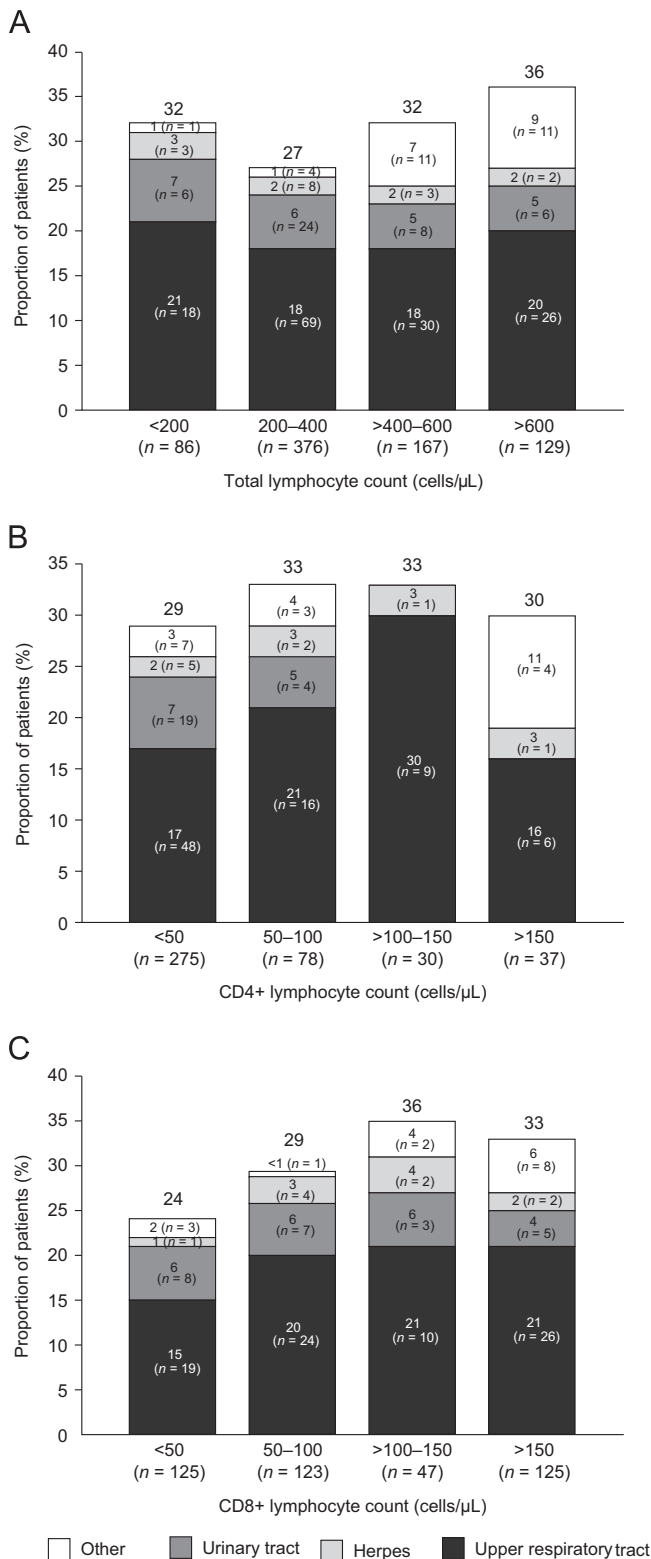 A
40
35
30
25
20
15
10
5
0
Proportion of patients (%)
32
1 (n = 1)
3
(n = 3)
7
(n = 6)
21
(n = 18)
27
1 (n = 4)
2 (n = 8)
6
(n = 24)
18
(n = 69)
32
7
(n = 11)
2 (n = 3)
5
(n = 8)
18
(n = 30)
36
9
(n = 11)
2 (n = 2)
5
(n = 6)
20
(n = 26)
<200 200–400 >400–600 >600
(n = 86) (n = 376) (n = 167) (n = 129)
Total lymphocyte count (cells/µL)
B
35
30
25
20
15
10
5
0
Proportion of patients (%)
29
3
(n = 7)
2 (n = 5)
7
(n = 19)
17
(n = 48)
33
4
(n = 3)
3
(n = 2)
5
(n = 4)
21
(n = 16)
33
3
(n = 1)
30
(n = 9)
30
11
(n = 4)
3
(n = 1)
16
(n = 6)
<50 50–100 >100–150 >150
(n = 275) (n = 78) (n = 30) (n = 37)
CD4+ lymphocyte count (cells/µL)
C
40
35
30
25
20
15
10
5
0
Proportion of patients (%)
24
2 (n = 3)
1 (n = 1)
6
(n = 8)
15
(n = 19)
29
<1 (n = 1)
3
(n = 4)
6
(n = 7)
20
(n = 24)
36
4
(n = 2)
4
(n = 2)
6
(n = 3)
21
(n = 10)
33
6
(n = 8)
2 (n = 2)
4
(n = 5)
21
(n = 26)
<50 50–100 >100–150 >150
(n = 125) (n = 123) (n = 47) (n = 125)
CD8+ lymphocyte count (cells/µL)
Other Urinary tract Herpes Upper respiratory tract